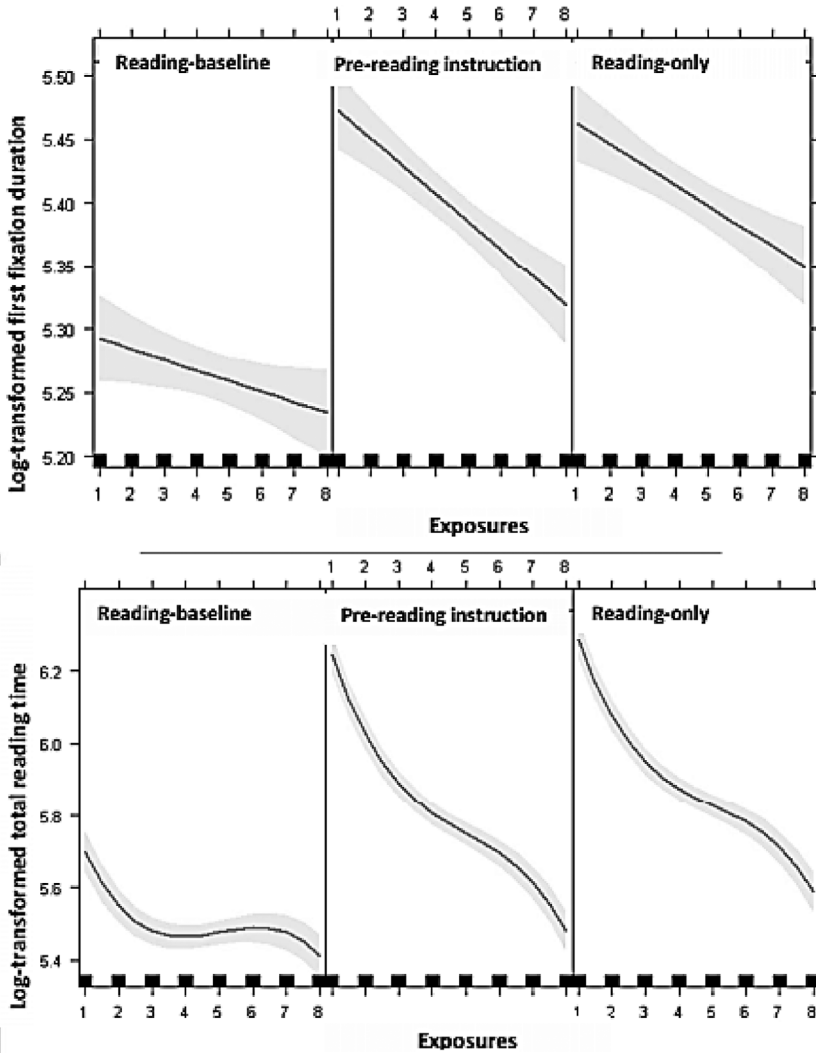 1 2 3 4 5 6 7 8
Reading-baseline Pre-reading instruction Reading-only
Log-transformed first fixation duration
5.50
5.45
5.40
5.35
5.30
5.25
5.20
1 2 3 4 5 6 7 8 1 2 3 4 5 6 7 8
Exposures
1 2 3 4 5 6 7 8
Reading-baseline Pre-reading instruction Reading-only
Log-transformed total reading time
6.2
6.0
5.8
5.6
5.4
1 2 3 4 5 6 7 8 1 2 3 4 5 6 7 8
Exposures